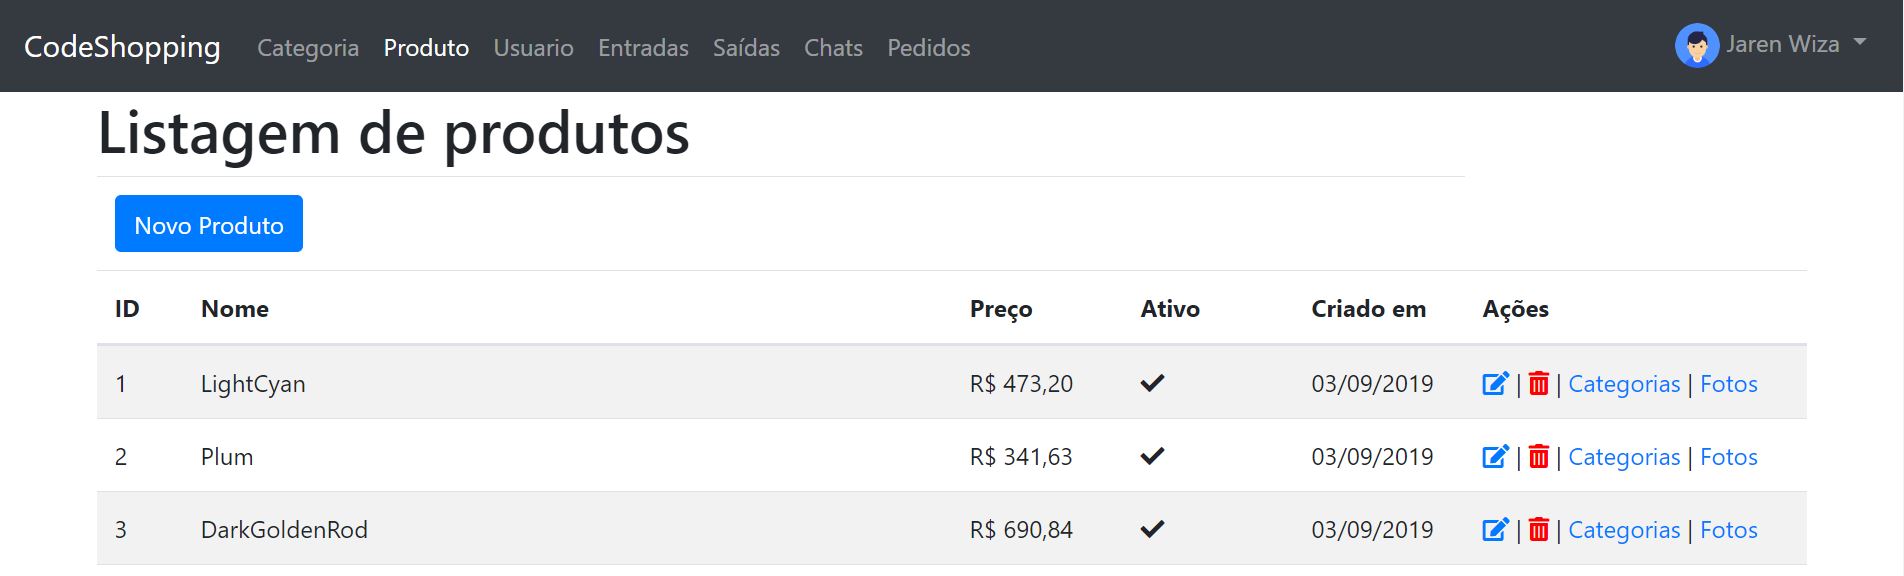 CodeShopping Categoria Produto Usuario Entradas Saídas Chats Pedidos Jaren Wiza
Listagem de produtos
Novo Produto
ID Nome Preço Ativo Criado em Ações
1 LightCyan R$ 473,20 03/09/2019 | | Categorias | Fotos
2 Plum R$ 341,63 03/09/2019 | | Categorias | Fotos
3 DarkGoldenRod R$ 690,84 03/09/2019 | | Categorias | Fotos